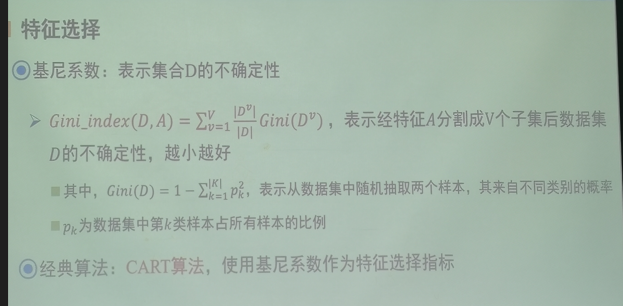 特征选择
基尼系数：表示集合D的不确定性
Gini_index(D, A) = ∑_{v=1}^{V} \frac{|D^v|}{|D|} Gini(D^v)，表示经特征A分割成V个子集后数据集
D的不确定性，越小越好
其中，Gini(D) = 1 − ∑_{k=1}^{|K|} p_k^2，表示从数据集中随机抽取两个样本，其来自不同类别的概率
p_k为数据集中第k类样本占所有样本的比例
经典算法：CART算法，使用基尼系数作为特征选择指标